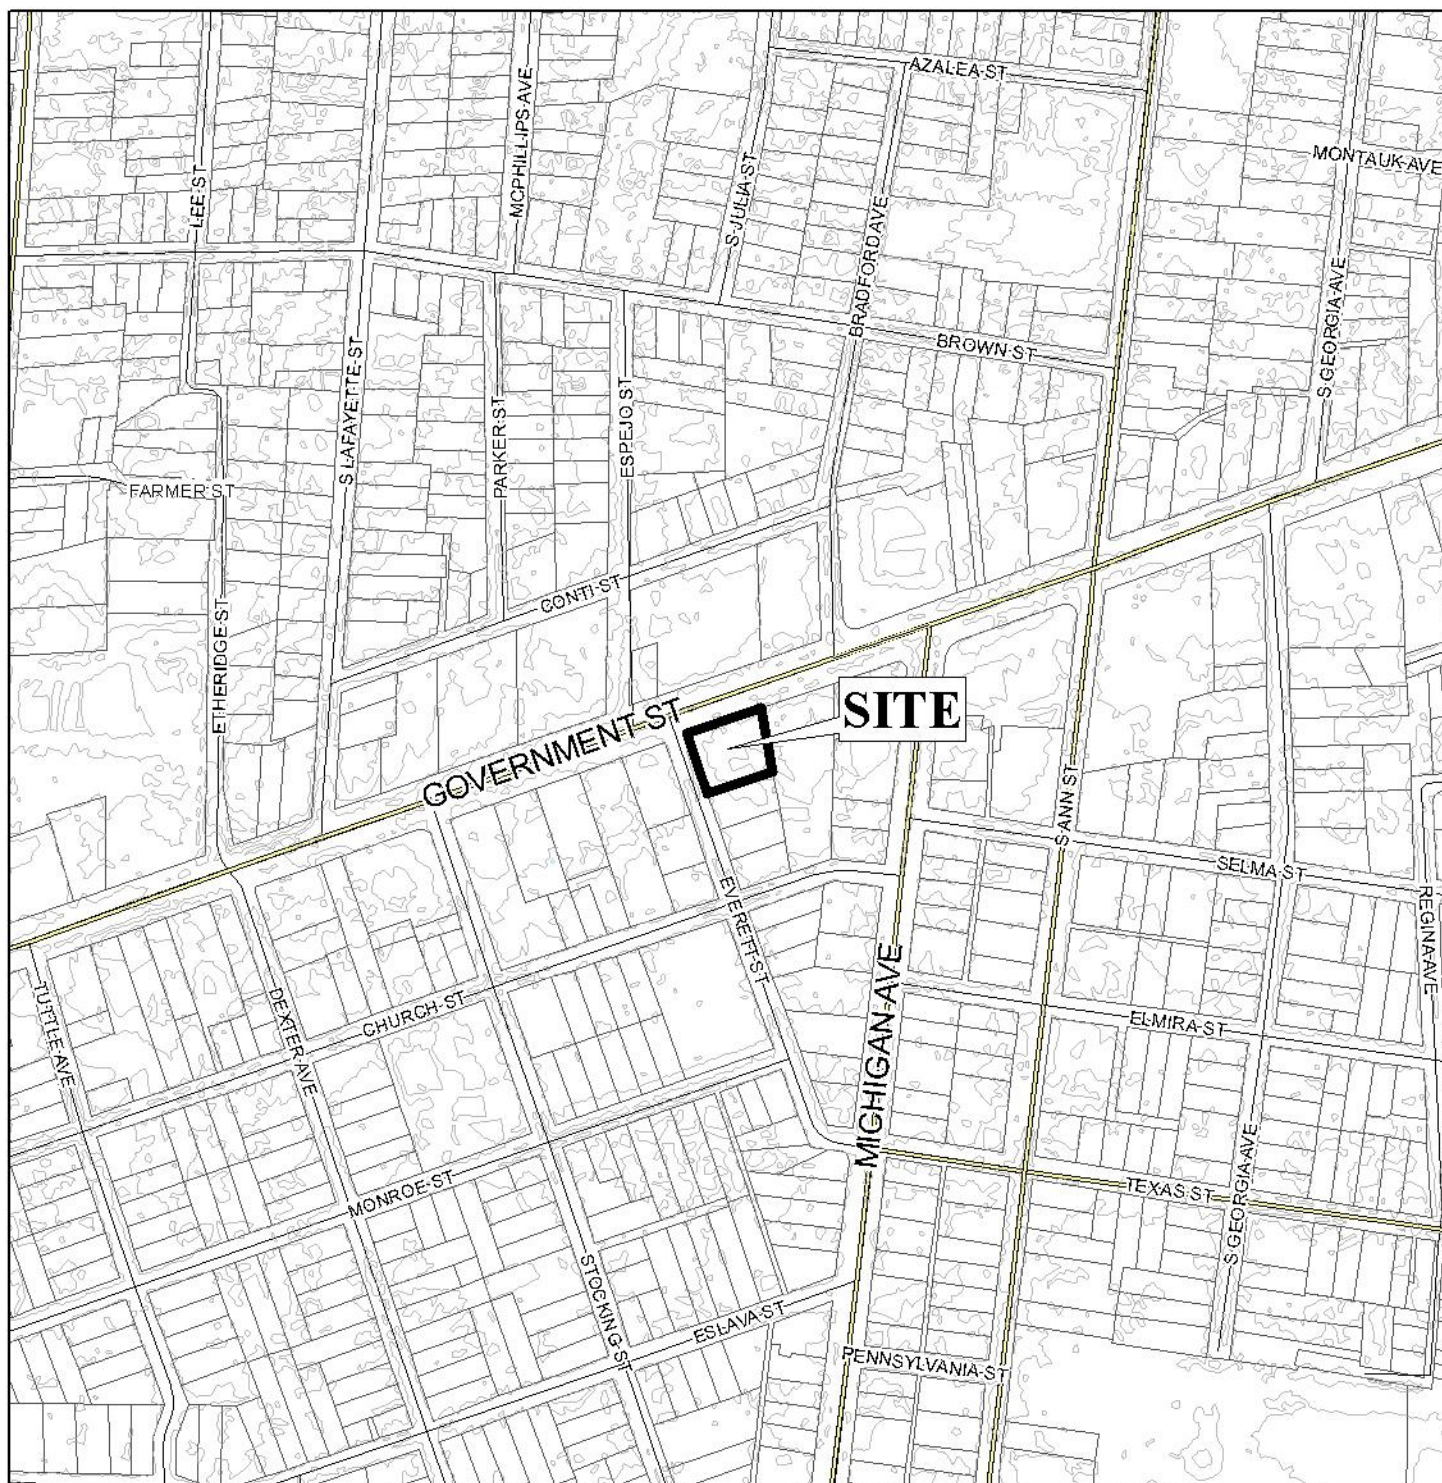 AZALEA ST
MONTAUK AVE
MCPHILLIPS AVE
LEE ST
S JULIA ST
BRADFORD AVE
S GEORGIA AVE
BROWN ST
S LAFAYETTE ST
PARKER ST
ESPEJO ST
FARMER ST
CONTI ST
ETHERIDGE ST
GOVERNMENT ST
SITE
S ANN ST
SELMA ST
EVERETT ST
REGINA AVE
TUTTLE AVE
DEXTER AVE
CHURCH ST
MICHIGAN AVE
ELMIRA ST
MONROE ST
TEXAS ST
S GEORGIA AVE
STOCKING ST
ESLAVA ST
PENNSYLVANIA ST